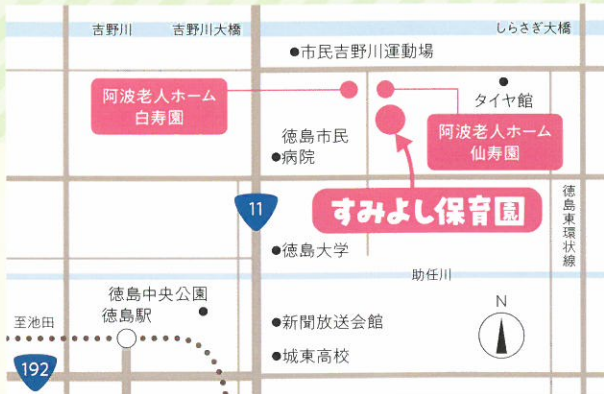 吉野川
吉野川大橋
しらさぎ大橋
●市民吉野川運動場
阿波老人ホーム
白寿園
タイヤ館
阿波老人ホーム
仙寿園
徳島市民
●病院
すみよし保育園
11
徳島東環状線
●徳島大学
助任川
徳島中央公園
徳島駅
至池田
N
●新聞放送会館
●城東高校
192